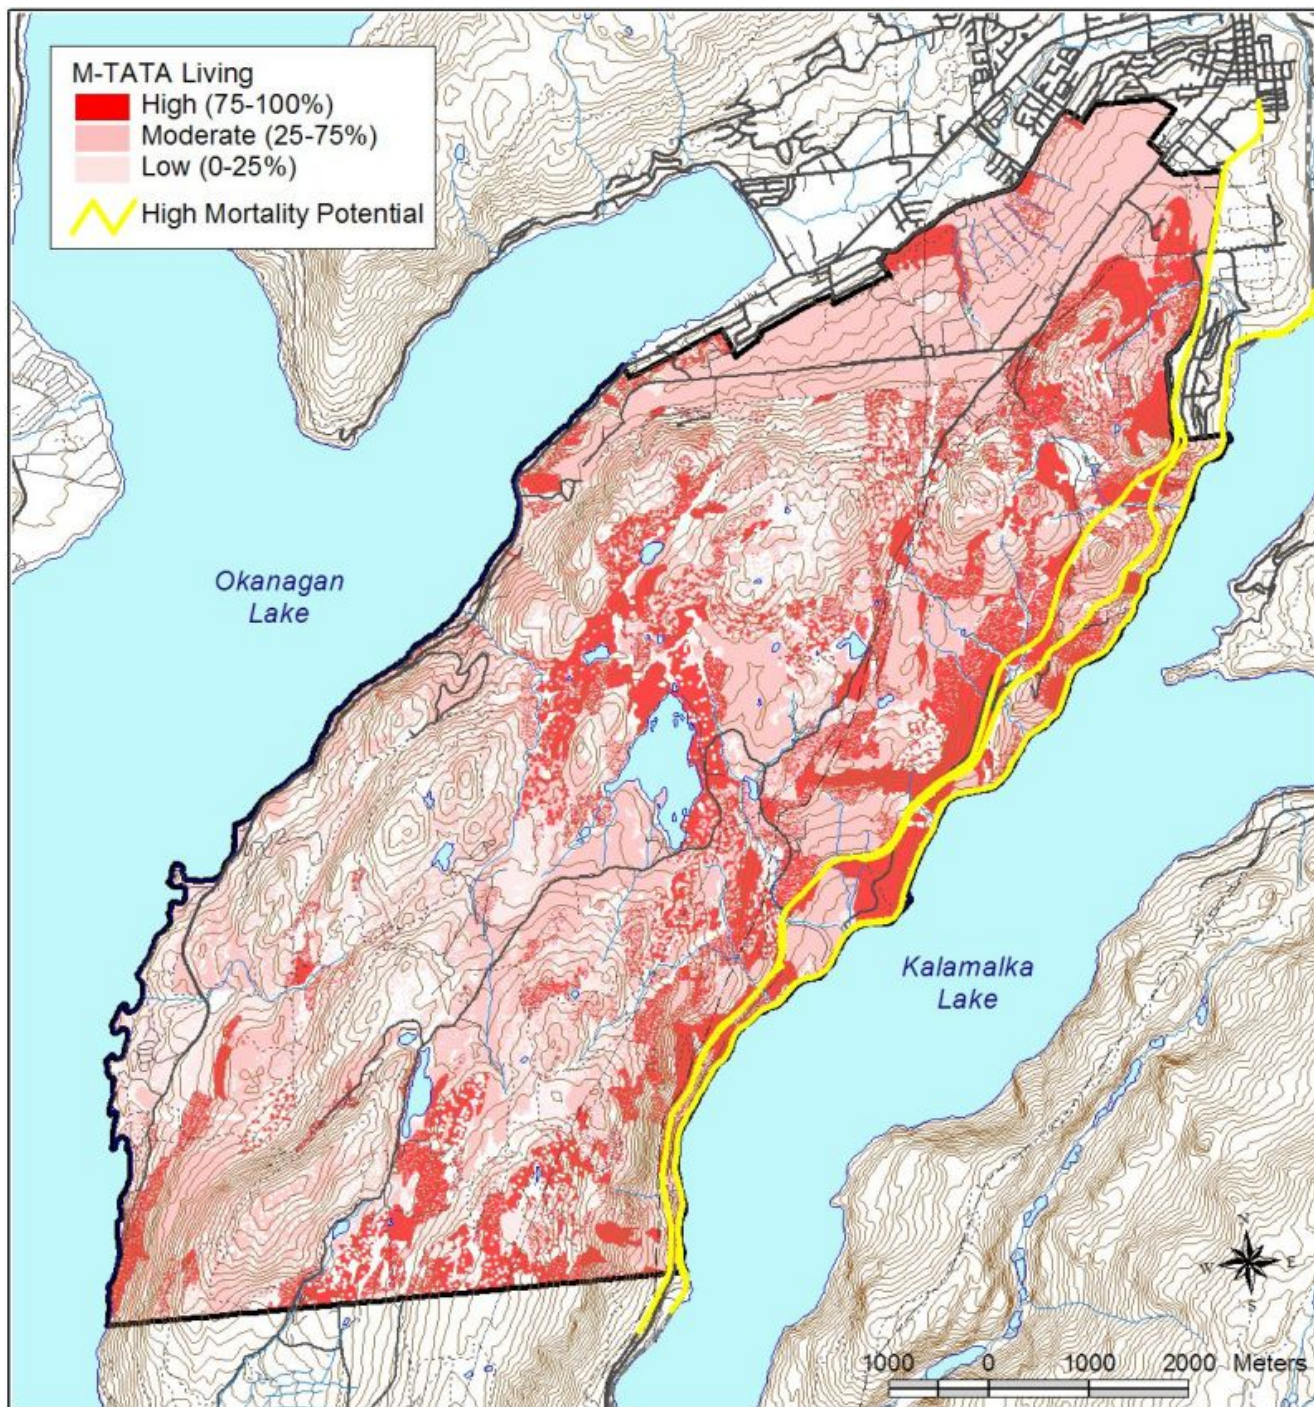 M-TATA Living
High (75-100%)
Moderate (25-75%)
Low (0-25%)
High Mortality Potential
Okanagan
Lake
Kalamalka
Lake
N
W E
S
1000 0 1000 2000 Meters